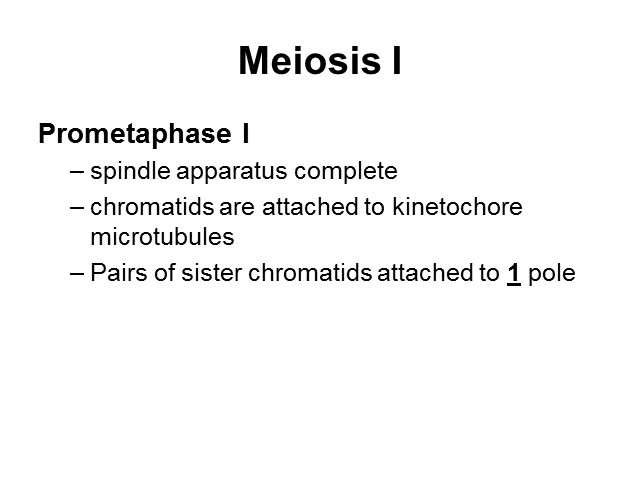 Meiosis I
Prometaphase I
– spindle apparatus complete
– chromatids are attached to kinetochore
microtubules
– Pairs of sister chromatids attached to 1 pole